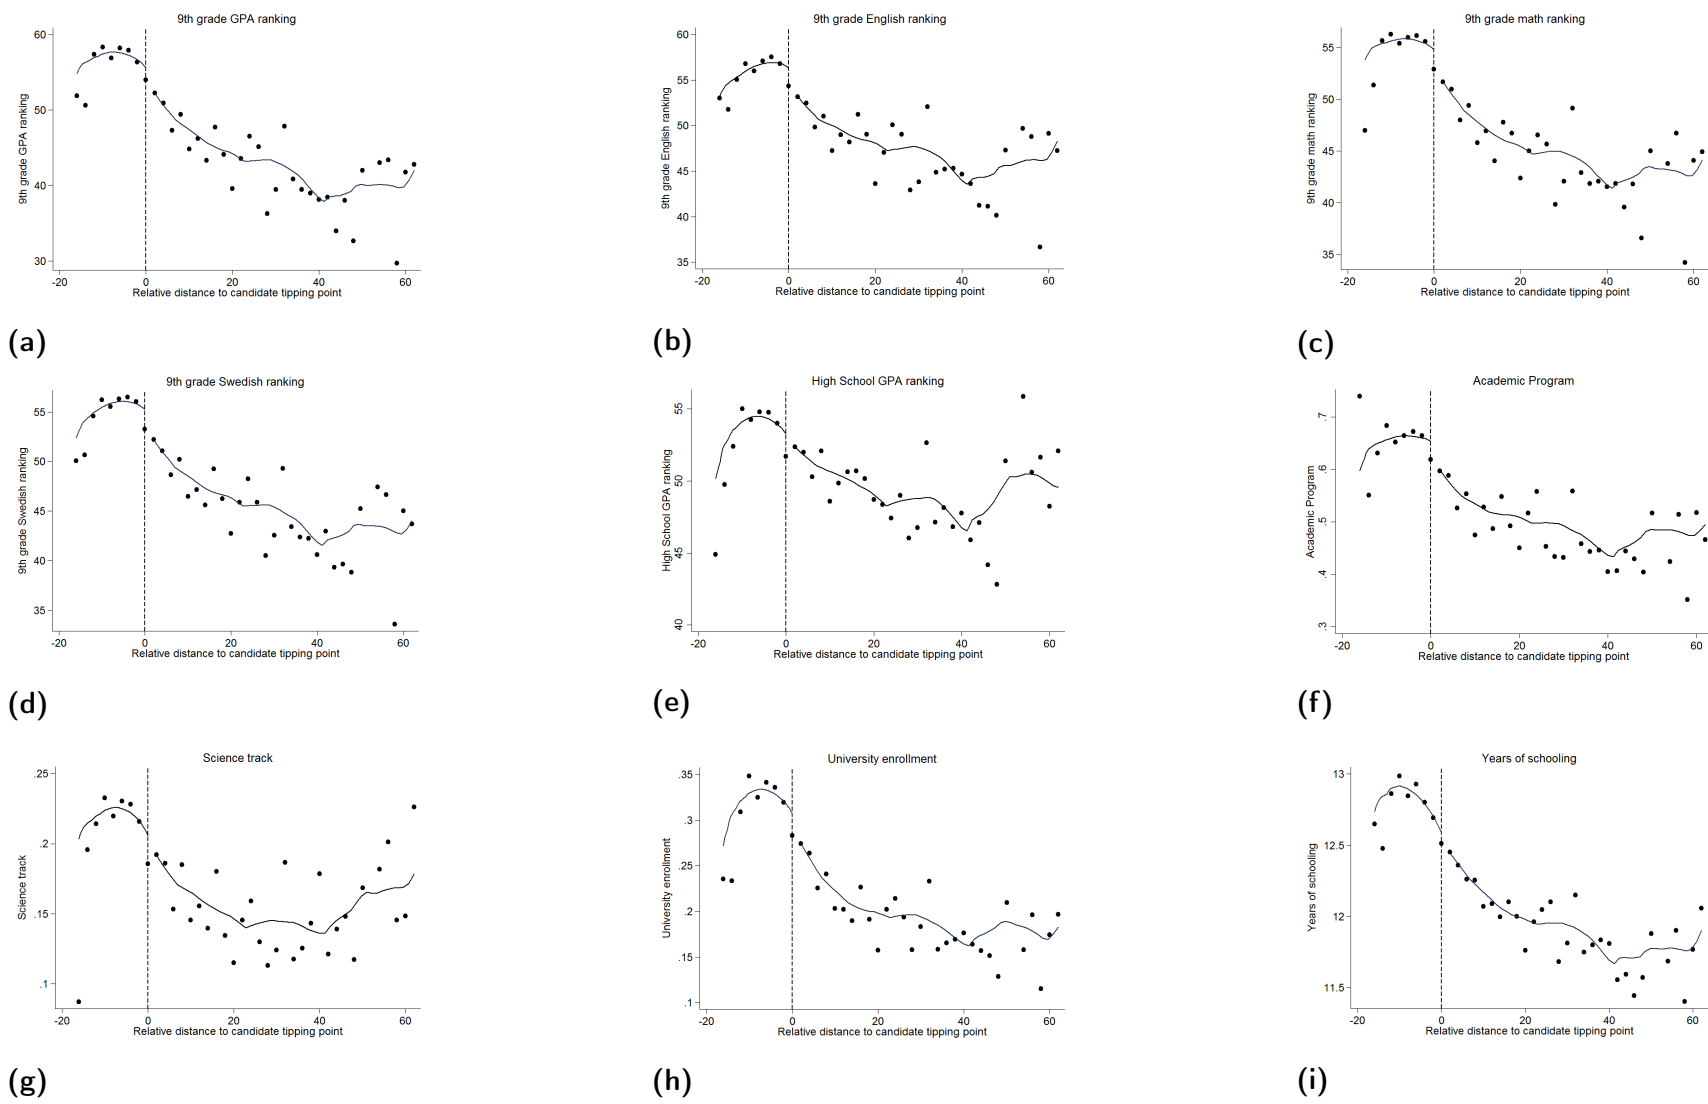 9th grade GPA ranking
9th grade GPA ranking
60
50
40
30
-20 0 20 40 60
Relative distance to candidate tipping point
(a)
9th grade English ranking
9th grade English ranking
60
55
50
45
40
35
-20 0 20 40 60
Relative distance to candidate tipping point
(b)
9th grade math ranking
9th grade math ranking
55
50
45
40
35
-20 0 20 40 60
Relative distance to candidate tipping point
(c)
9th grade Swedish ranking
9th grade Swedish ranking
55
50
45
40
35
-20 0 20 40 60
Relative distance to candidate tipping point
(d)
High School GPA ranking
High School GPA ranking
55
50
45
40
-20 0 20 40 60
Relative distance to candidate tipping point
(e)
Academic Program
Academic Program
.7
.6
.5
.4
.3
-20 0 20 40 60
Relative distance to candidate tipping point
(f)
Science track
Science track
.25
.2
.15
.1
-20 0 20 40 60
Relative distance to candidate tipping point
(g)
University enrollment
University enrollment
.35
.3
.25
.2
.15
.1
-20 0 20 40 60
Relative distance to candidate tipping point
(h)
Years of schooling
Years of schooling
13
12.5
12
11.5
-20 0 20 40 60
Relative distance to candidate tipping point
(i)